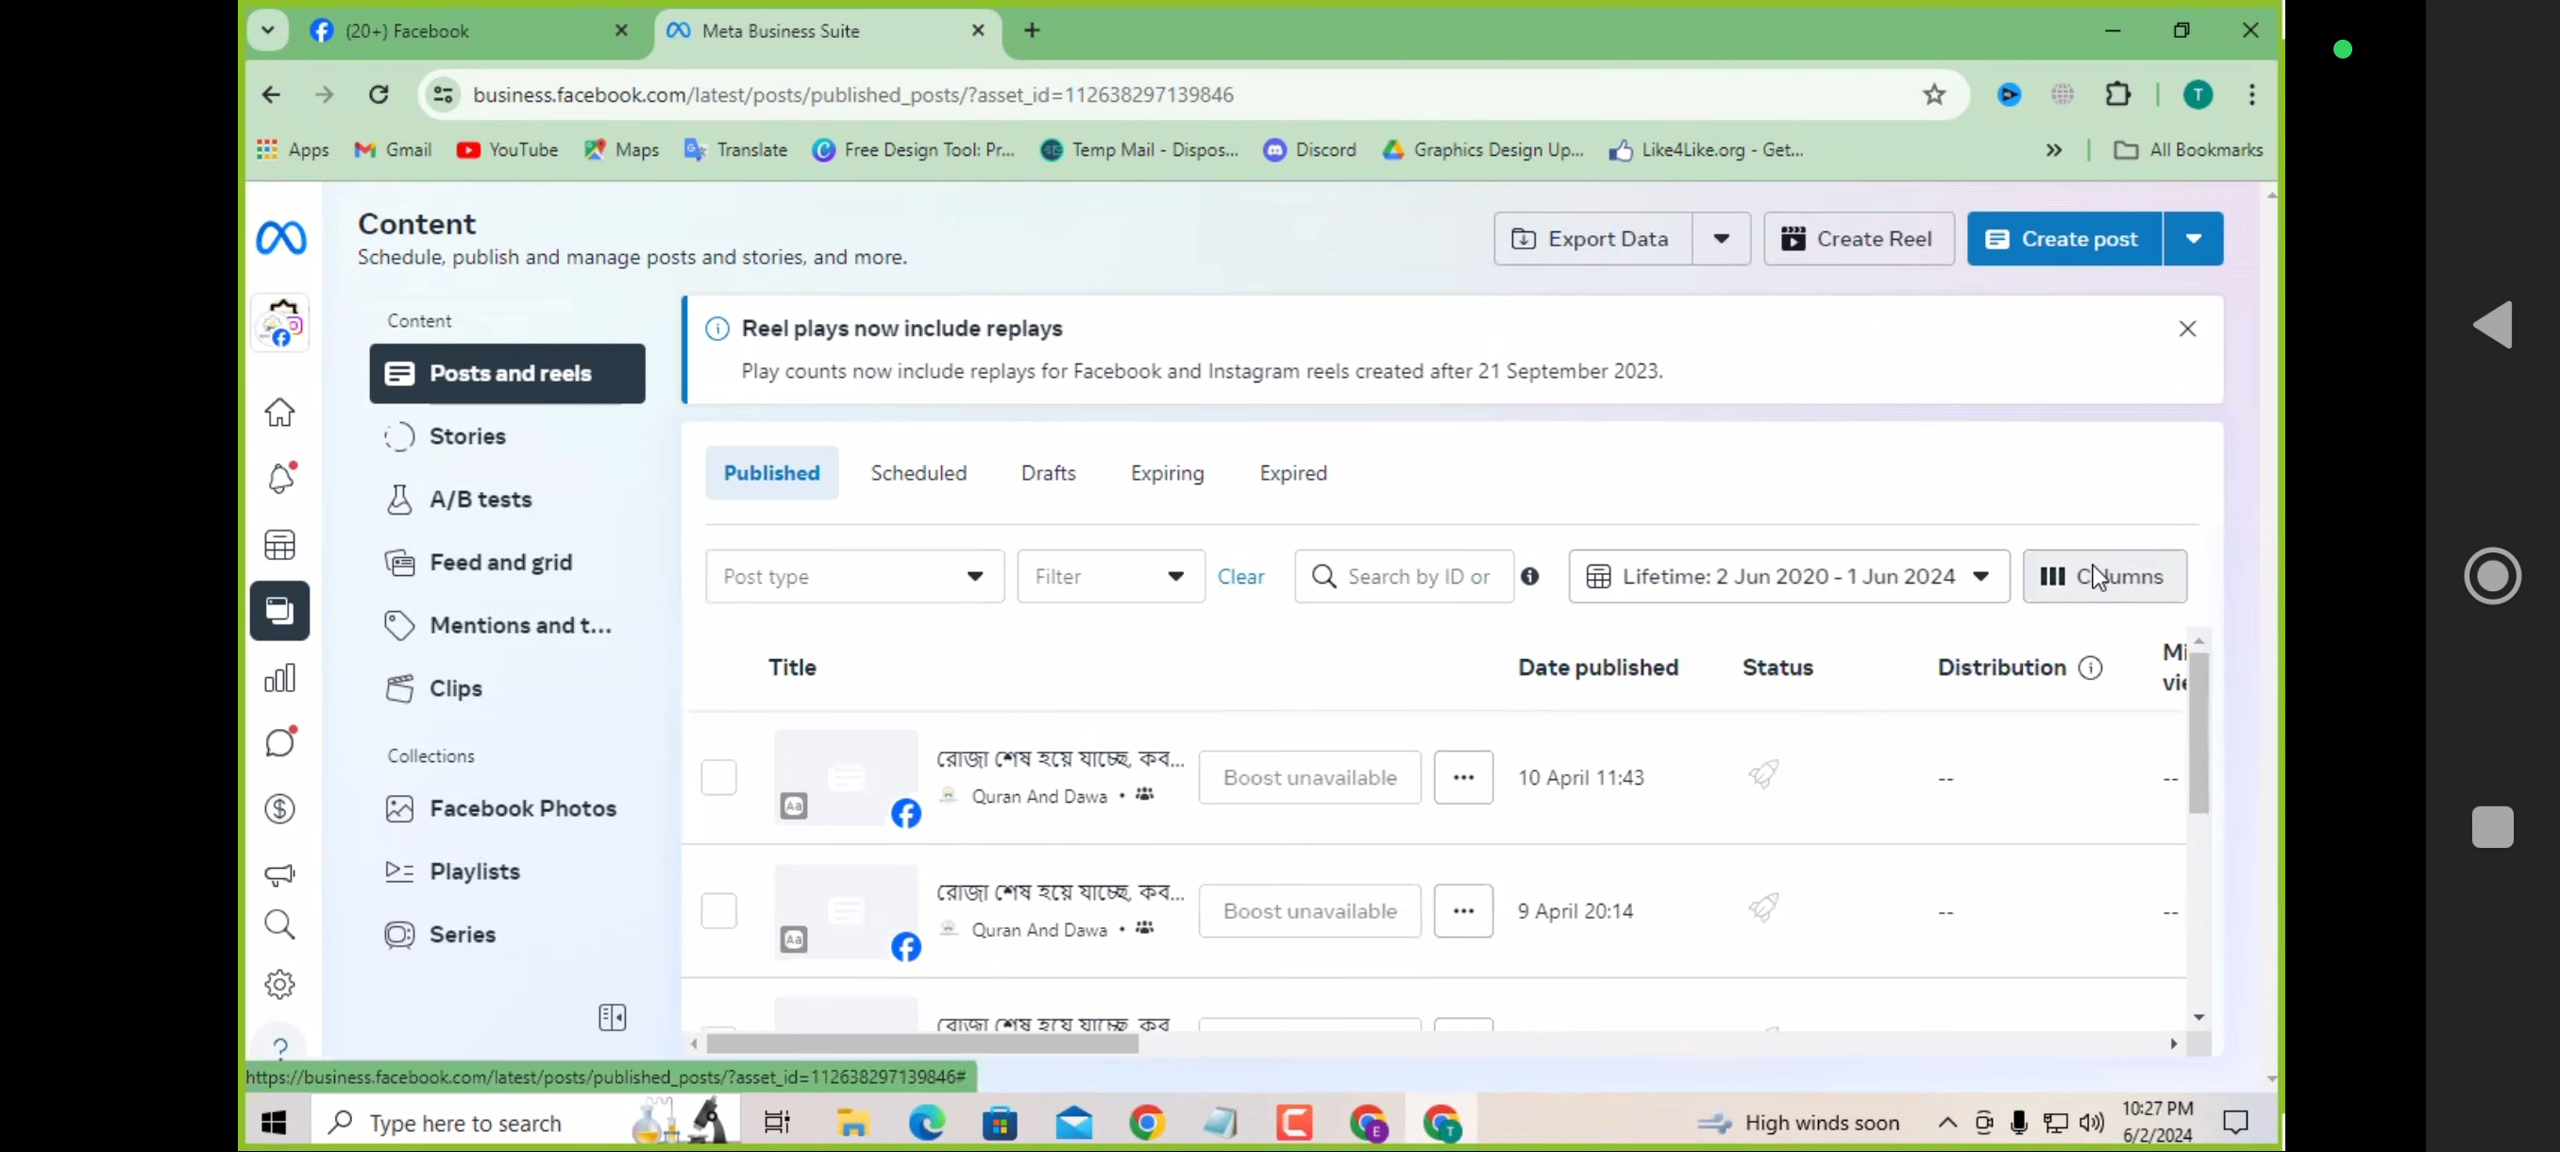 (20+) Facebook
Meta Business Suite
business.facebook.com/latest/posts/published_posts/?asset_id=112638297139846
T
Apps
Gmail
YouTube
Maps
Translate
Free Design Tool: Pr...
Temp Mail - Dispos...
Discord
Graphics Design Up...
Like4Like.org - Get...
All Bookmarks
Content
Schedule, publish and manage posts and stories, and more.
Export Data
Create Reel
Create post
Content
Posts and reels
Stories
A/B tests
Feed and grid
Mentions and t...
Clips
Collections
Facebook Photos
Playlists
Series
Reel plays now include replays
Play counts now include replays for Facebook and Instagram reels created after 21 September 2023.
Published
Scheduled
Drafts
Expiring
Expired
Post type
Filter
Clear
Search by ID or
Lifetime: 2 Jun 2020 - 1 Jun 2024
Columns
Title
Date published
Status
Distribution
রোজা শেষ হয়ে যাচ্ছে, কব...
Quran And Dawa
Boost unavailable
10 April 11:43
--
--
Aa
রোজা শেষ হয়ে যাচ্ছে, কব...
Quran And Dawa
Boost unavailable
9 April 20:14
--
--
Aa
রোজা শেষ হয়ে যাচ্ছে, কব
https://business.facebook.com/latest/posts/published_posts/?asset_id=112638297139846#
Type here to search
High winds soon
10:27 PM
6/2/2024